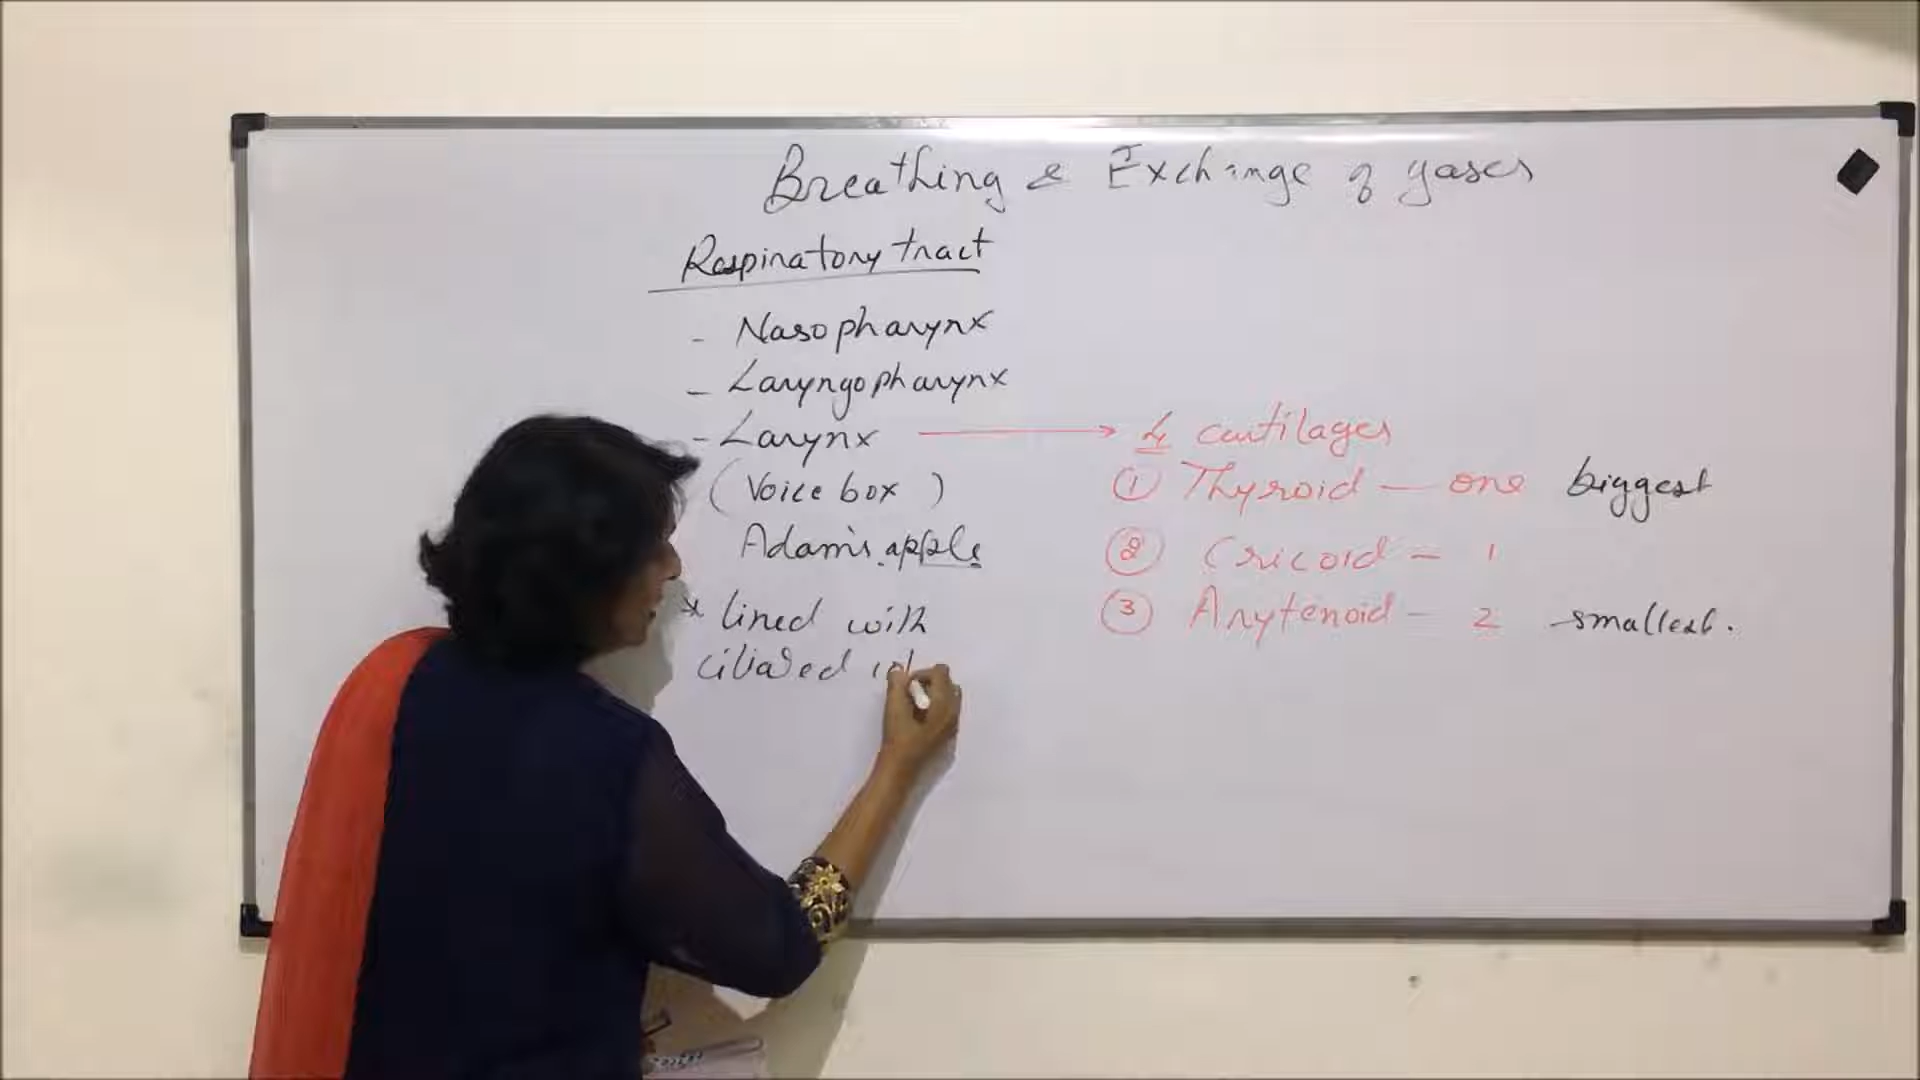 Breathing & Exchange of gases
Respiratory tract
- Nasopharynx
- Laryngopharynx
- Larynx → 4 cartilages
(Voice box)
Adam's apple
① Thyroid - one biggest
② Cricoid - 1
③ Arytenoid - 2 smallest.
* lined with
ciliated